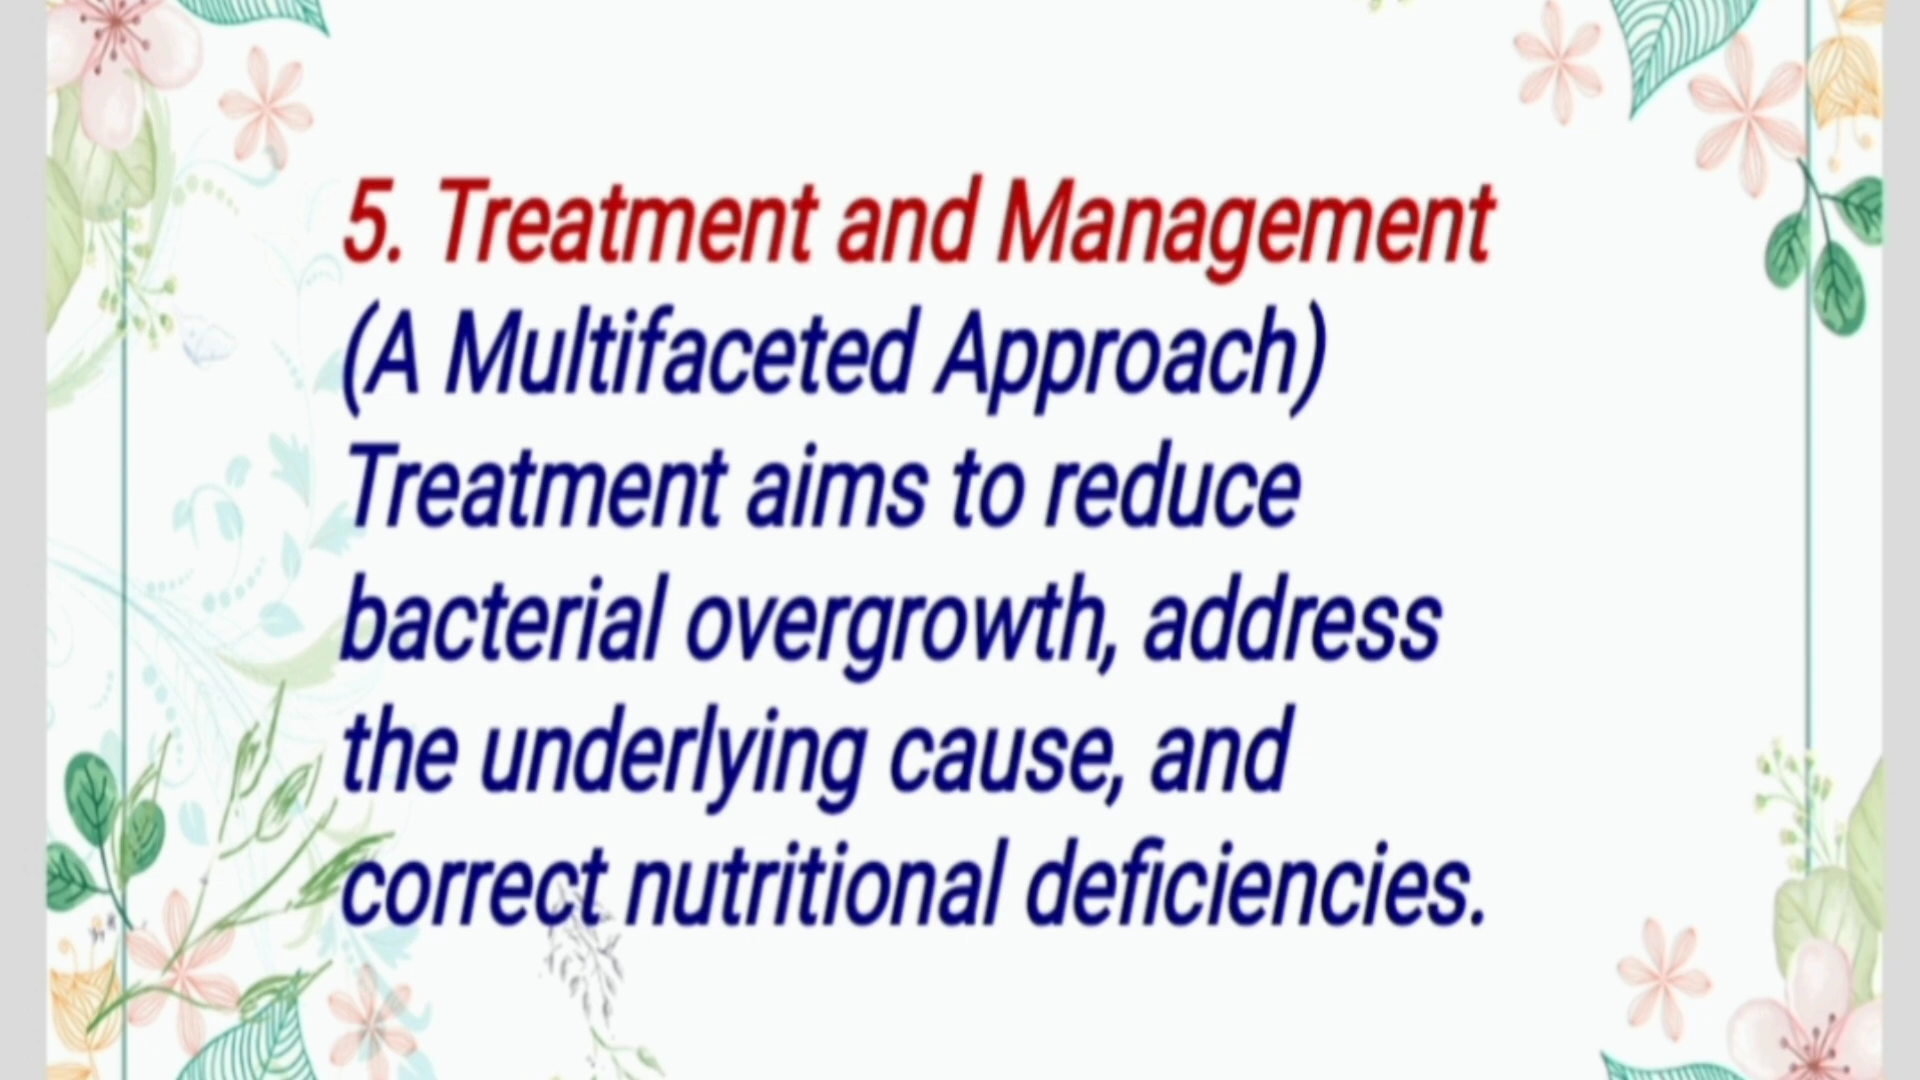 5. Treatment and Management
(A Multifaceted Approach)
Treatment aims to reduce
bacterial overgrowth, address
the underlying cause, and
correct nutritional deficiencies.